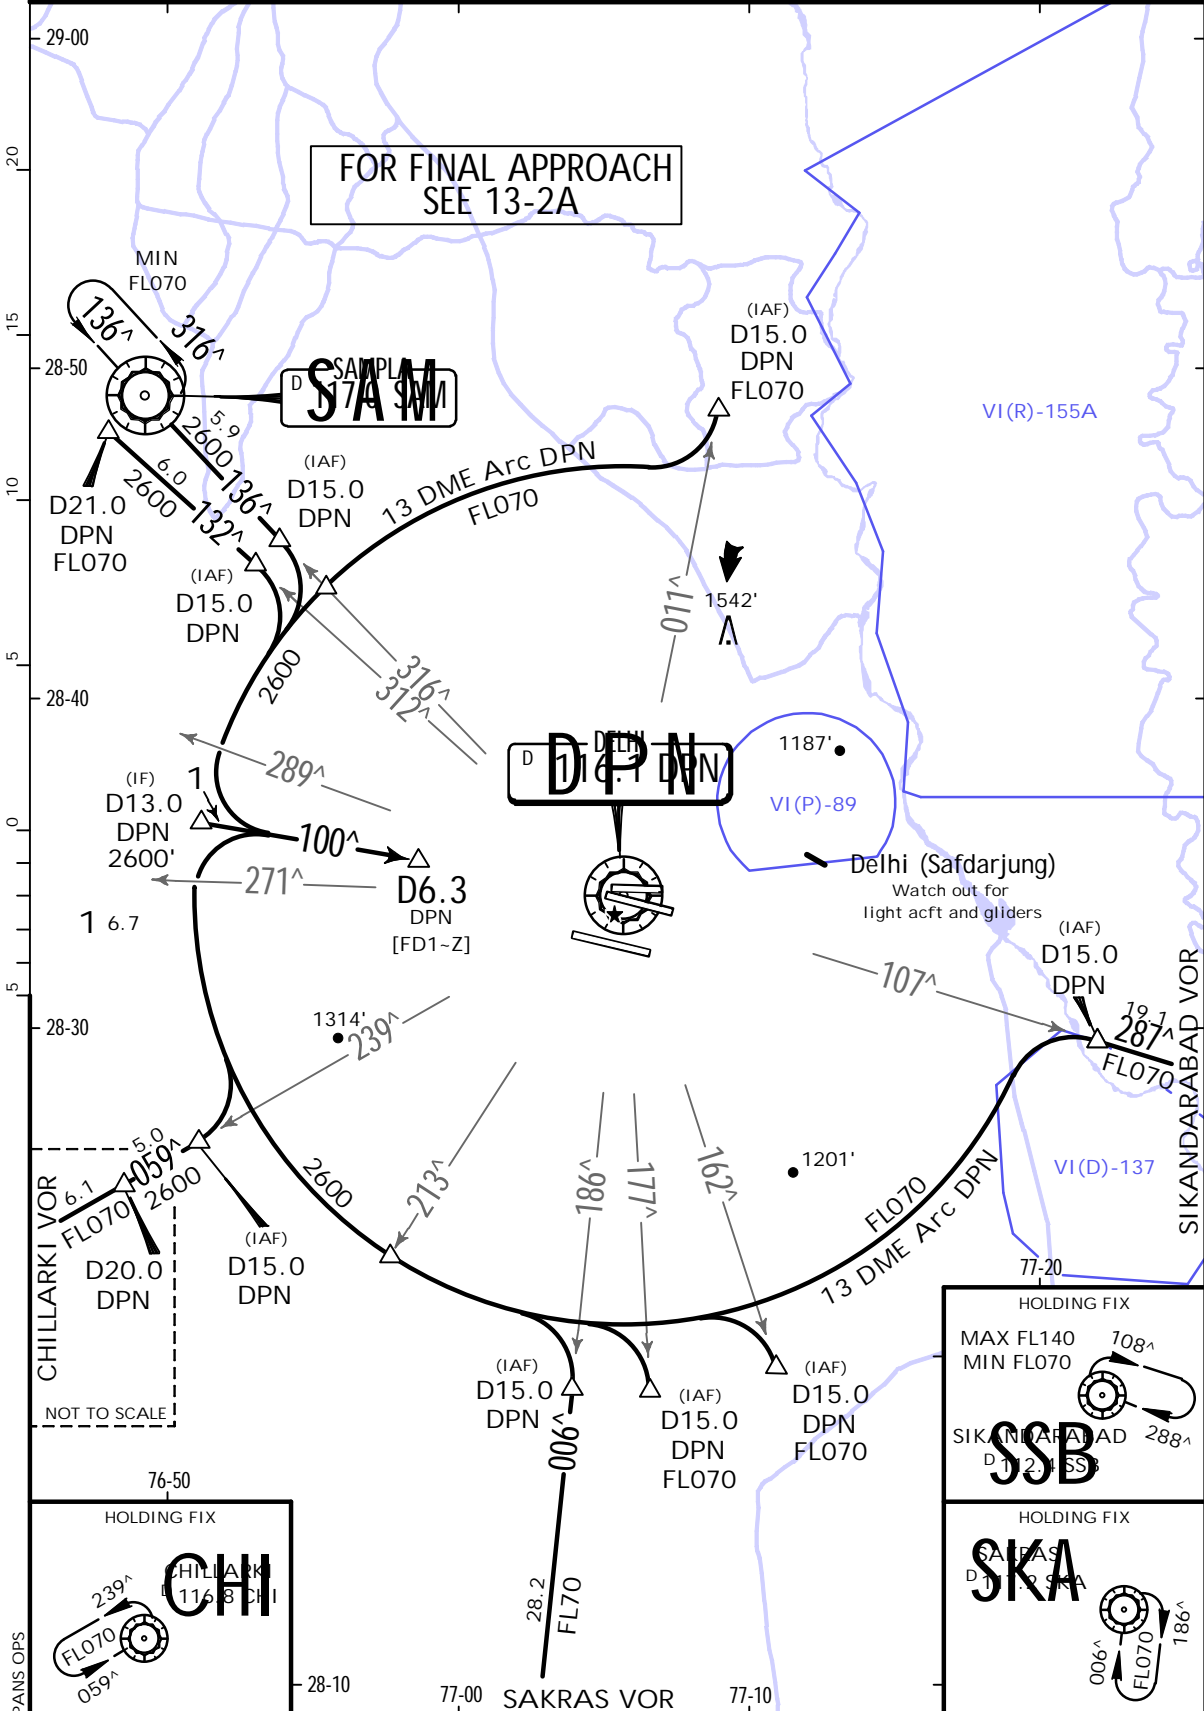 29-00
20
FOR FINAL APPROACH
SEE 13-2A
MIN
FL070
136^
316^
15
28-50
SAMPLA
D
SAM
(IAF)
D15.0
DPN
FL070
VI(R)-155A
5.9
2600
136^
6.0
2600
132^
(IAF)
D15.0
DPN
13 DME Arc DPN
FL070
10
D21.0
DPN
FL070
(IAF)
D15.0
DPN
011^
1542'
5
28-40
2600
316^
312^
289^
DELHI
D 116.1 DPN
DPN
1187'
VI(P)-89
(IF)
D13.0
DPN
2600'
1
0
100^
271^
D6.3
DPN
[FD1~Z]
1 6.7
Delhi (Safdarjung)
Watch out for
light acft and gliders
(IAF)
D15.0
DPN
107^
19.1
287^
FL070
SIKANDARABAD VOR
5
28-30
1314'
239^
5.0
059^
2600
6.1
FL070
CHILLARKI VOR
D20.0
DPN
(IAF)
D15.0
DPN
NOT TO SCALE
2600
213^
186^
177^
162^
1201'
FL070
13 DME Arc DPN
VI(D)-137
77-20
(IAF)
D15.0
DPN
(IAF)
D15.0
DPN
FL070
(IAF)
D15.0
DPN
FL070
006^
28.2
FL70
SAKRAS VOR
HOLDING FIX
MAX FL140
MIN FL070
108^
288^
SIKANDARABAD
D 112.4 SSB
SSB
76-50
HOLDING FIX
CHILLARKI
116.8 CHI
CHI
239^
FL070
059^
HOLDING FIX
SAKRAS
D
SKA
SKA
006^
FL070
186^
28-10
77-00
77-10
PANS OPS